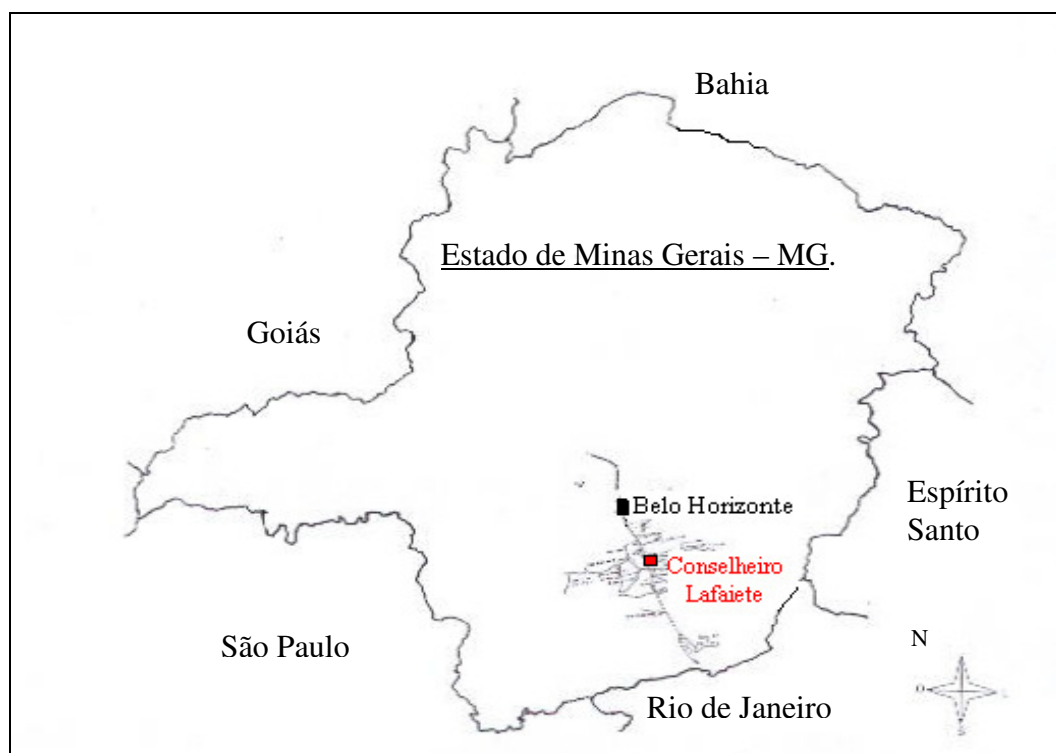 Bahia
Estado de Minas Gerais – MG.
Goiás
Belo Horizonte
Espírito
Santo
Conselheiro
Lafaiete
São Paulo
N
O
Rio de Janeiro